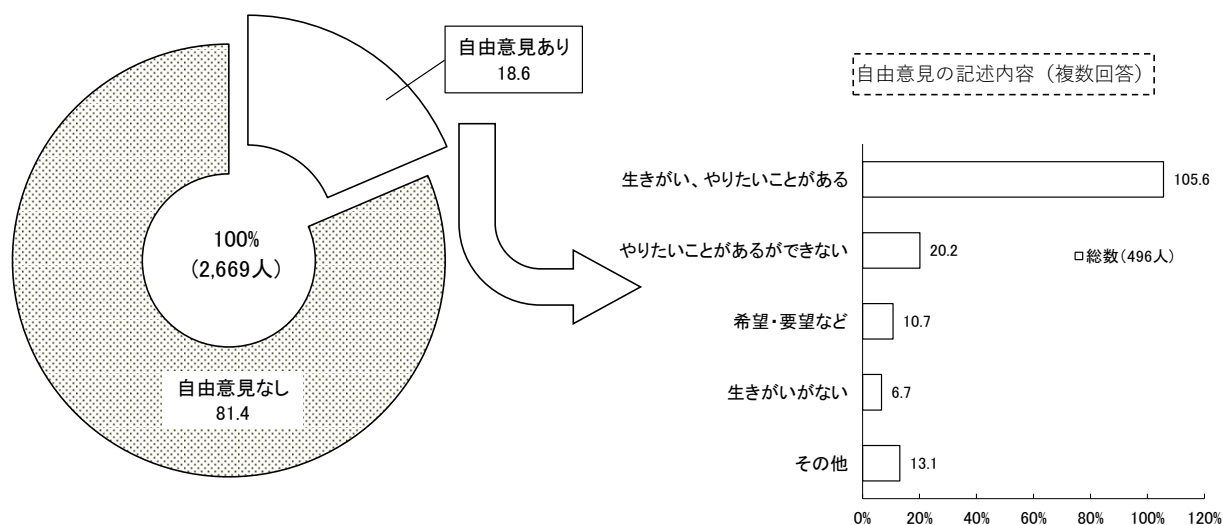 自由意見あり
18.6
100%
(2,669人)
自由意見なし
81.4
自由意見の記述内容（複数回答）
生きがい、やりたいことがある
105.6
やりたいことがあるができない
20.2
総数(496人)
希望・要望など
10.7
生きがいがない
6.7
その他
13.1
0%
20%
40%
60%
80%
100%
120%